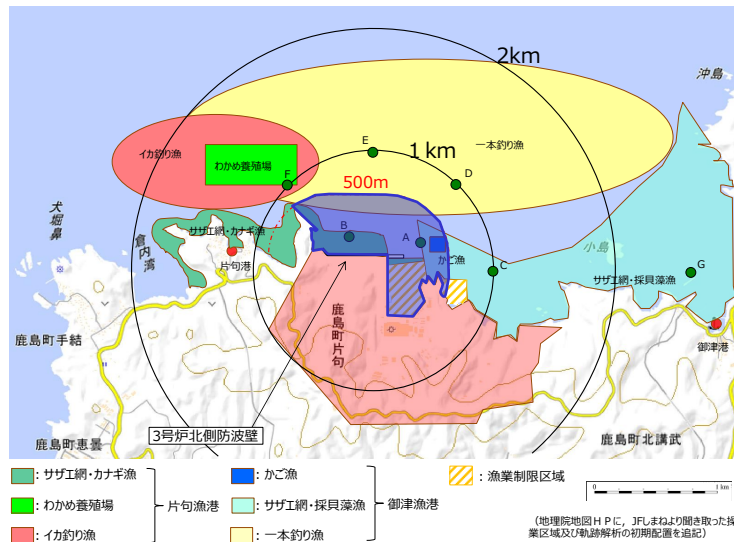 2km
沖島
イカ釣り漁
わかめ養殖場
E
一本釣り漁
1km
D
F
500m
犬堀鼻
倉内湾
サザエ網・カナギ漁
片句港
B
A
かご漁
小島
C
サザエ網・採貝藻漁
G
御津港
鹿島町手結
鹿島町片句
3号炉北側防波壁
鹿島町恵曇
鹿島町北講武
:サザエ網・カナギ漁
:わかめ養殖場
:イカ釣り漁
片句漁港
:かご漁
:サザエ網・採貝藻漁
:一本釣り漁
御津漁港
:漁業制限区域
0
1km
(地理院地図HPに,JFしまねより聞き取った操
業区域及び軌跡解析の初期配置を追記)